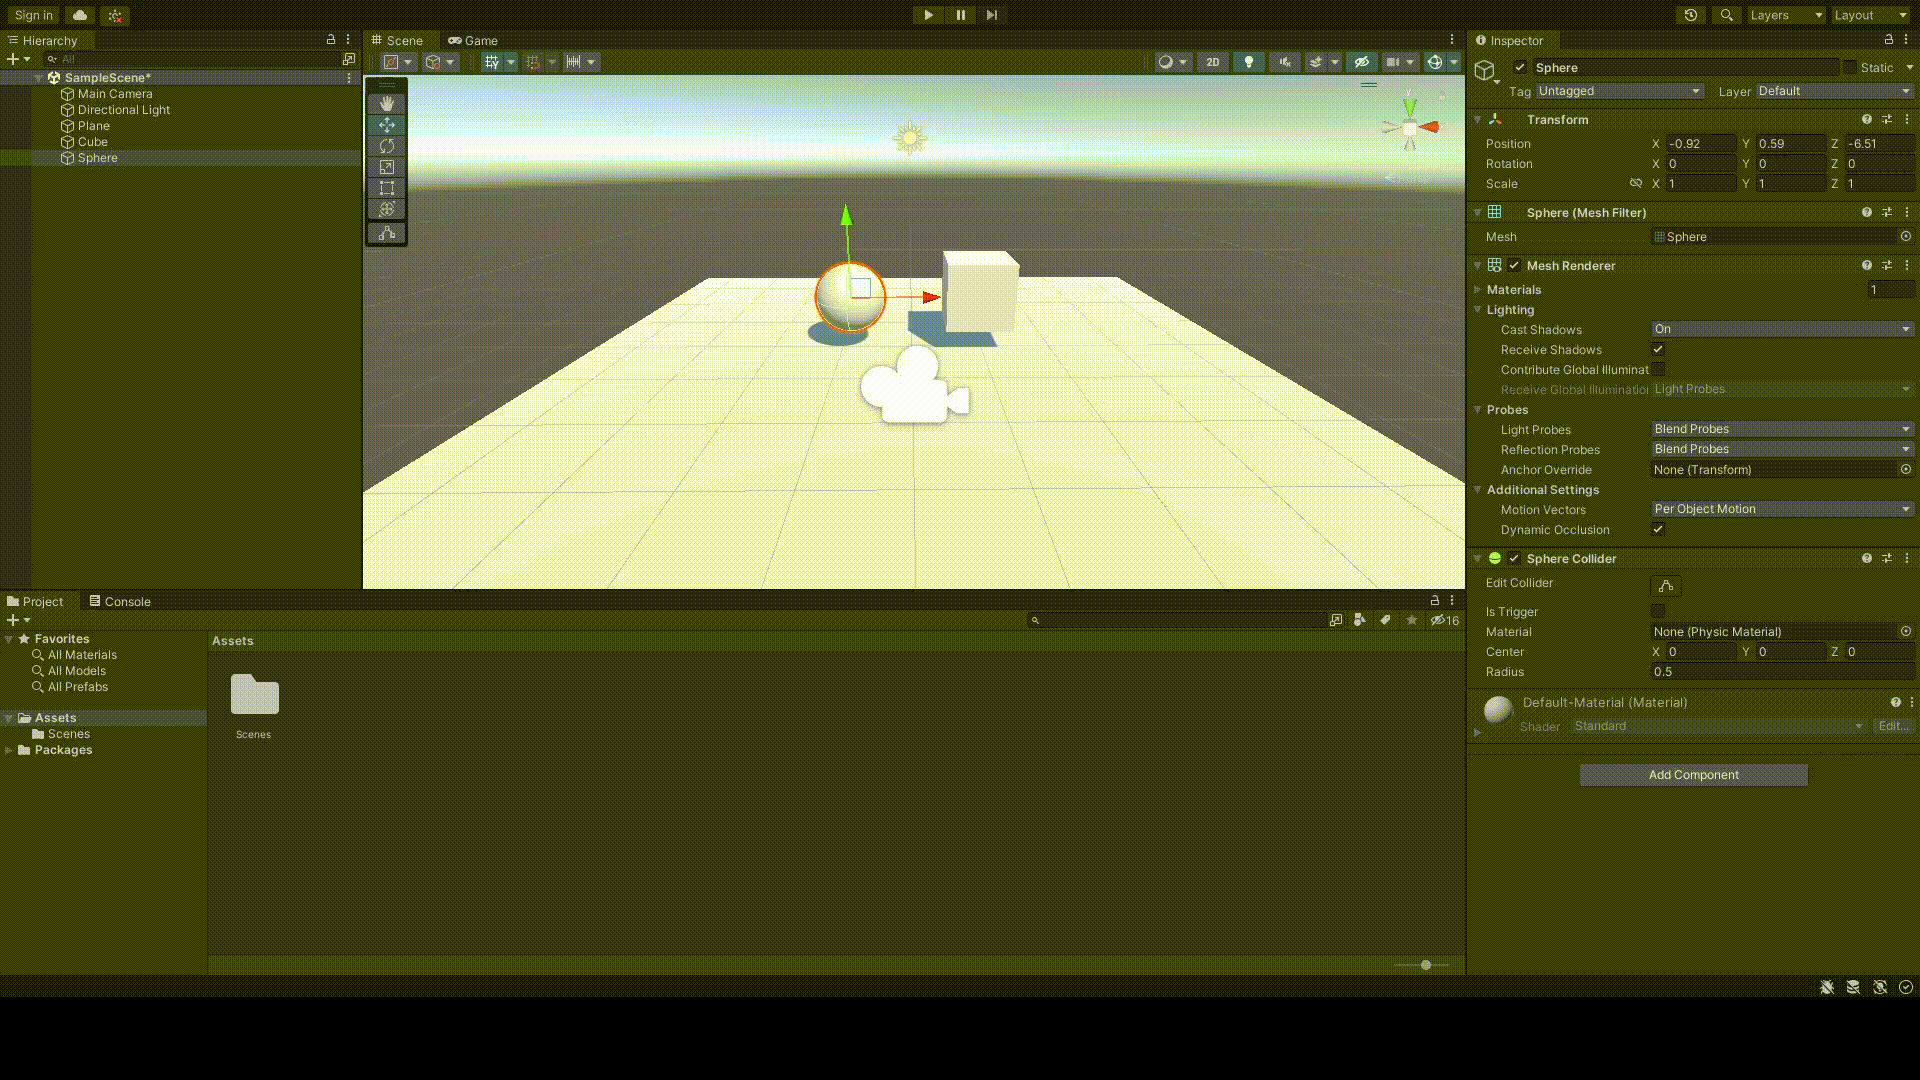 Sign in
Layers
Layout
Hierarchy
All
SampleScene*
Main Camera
Directional Light
Plane
Cube
Sphere
Scene
Game
2D
y
Inspector
Sphere
Static
Tag Untagged
Layer Default
Transform
Position X -0.92 Y 0.59 Z -6.51
Rotation X 0 Y 0 Z 0
Scale X 1 Y 1 Z 1
Sphere (Mesh Filter)
Mesh Sphere
Mesh Renderer
Materials 1
Lighting
Cast Shadows On
Receive Shadows
Contribute Global Illuminat
Receive Global Illumination Light Probes
Probes
Light Probes Blend Probes
Reflection Probes Blend Probes
Anchor Override None (Transform)
Additional Settings
Motion Vectors Per Object Motion
Dynamic Occlusion
Sphere Collider
Edit Collider
Is Trigger
Material None (Physic Material)
Center X 0 Y 0 Z 0
Radius 0.5
Default-Material (Material)
Shader Standard Edit...
Add Component
Project
Console
16
Favorites
All Materials
All Models
All Prefabs
Assets
Scenes
Packages
Assets
Scenes